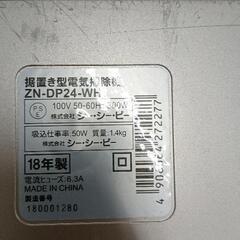 据置き型電気掃除機
ZN-DP24-WH
PSE
100V 50-60Hz 300W
株式会社 シー・シー・ピー
吸込仕事率:50W 質量:1.4kg
株式会社 シー・シー・ピー
18年製
電流ヒューズ:6.3A
MADE IN CHINA
製造番号
180001280
4 906564 272277